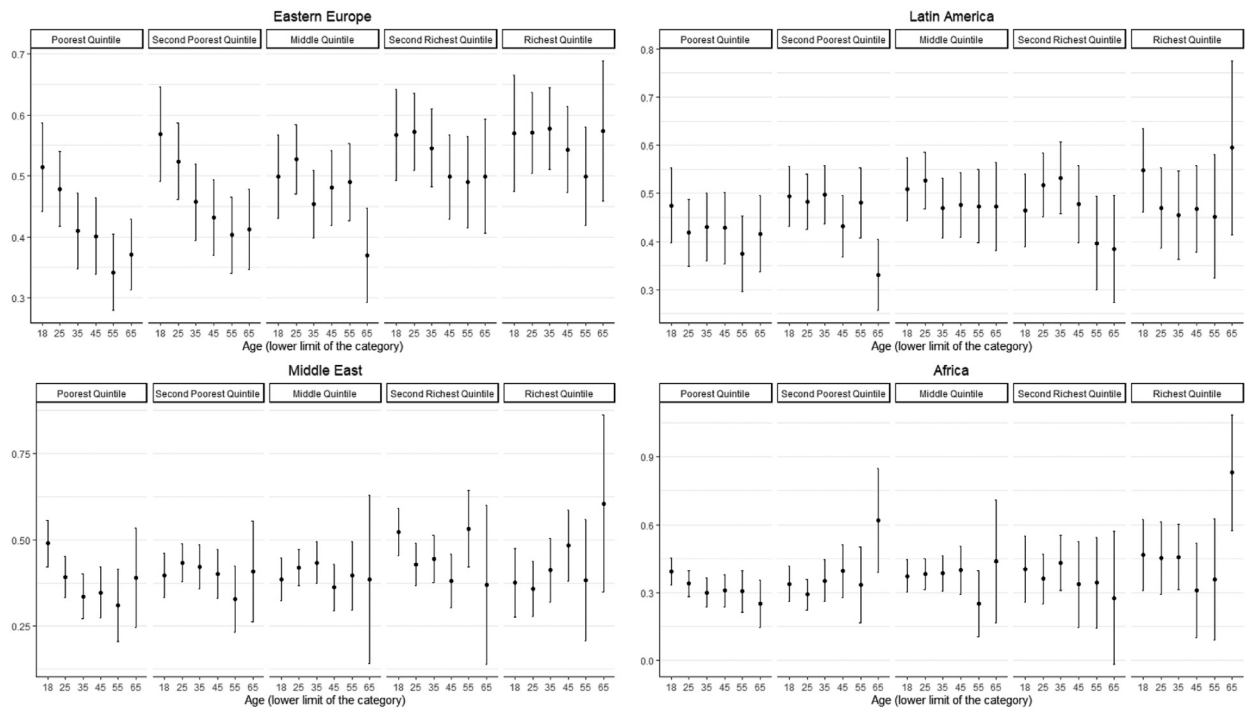 Eastern Europe
Poorest Quintile Second Poorest Quintile Middle Quintile Second Richest Quintile Richest Quintile
0.7
0.6
0.5
0.4
0.3
18 25 35 45 55 65 18 25 35 45 55 65 18 25 35 45 55 65 18 25 35 45 55 65 18 25 35 45 55 65
Age (lower limit of the category)
Latin America
Poorest Quintile Second Poorest Quintile Middle Quintile Second Richest Quintile Richest Quintile
0.8
0.7
0.6
0.5
0.4
0.3
18 25 35 45 55 65 18 25 35 45 55 65 18 25 35 45 55 65 18 25 35 45 55 65 18 25 35 45 55 65
Age (lower limit of the category)
Middle East
Poorest Quintile Second Poorest Quintile Middle Quintile Second Richest Quintile Richest Quintile
0.75
0.50
0.25
18 25 35 45 55 65 18 25 35 45 55 65 18 25 35 45 55 65 18 25 35 45 55 65 18 25 35 45 55 65
Age (lower limit of the category)
Africa
Poorest Quintile Second Poorest Quintile Middle Quintile Second Richest Quintile Richest Quintile
0.9
0.6
0.3
0.0
18 25 35 45 55 65 18 25 35 45 55 65 18 25 35 45 55 65 18 25 35 45 55 65 18 25 35 45 55 65
Age (lower limit of the category)